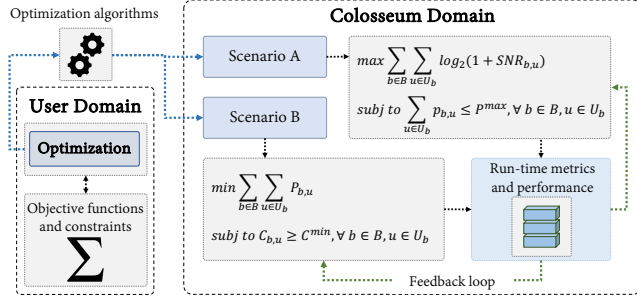 Optimization algorithms
Colosseum Domain
Scenario A
max ∑_{b∈B} ∑_{u∈U_b} log_2(1 + SNR_{b,u})
subj to ∑_{u∈U_b} p_{b,u} ≤ P^{max}, ∀ b ∈ B, u ∈ U_b
User Domain
Optimization
Scenario B
Objective functions
and constraints
∑
min ∑_{b∈B} ∑_{u∈U_b} P_{b,u}
subj to C_{b,u} ≥ C^{min}, ∀ b ∈ B, u ∈ U_b
Run-time metrics
and performance
Feedback loop